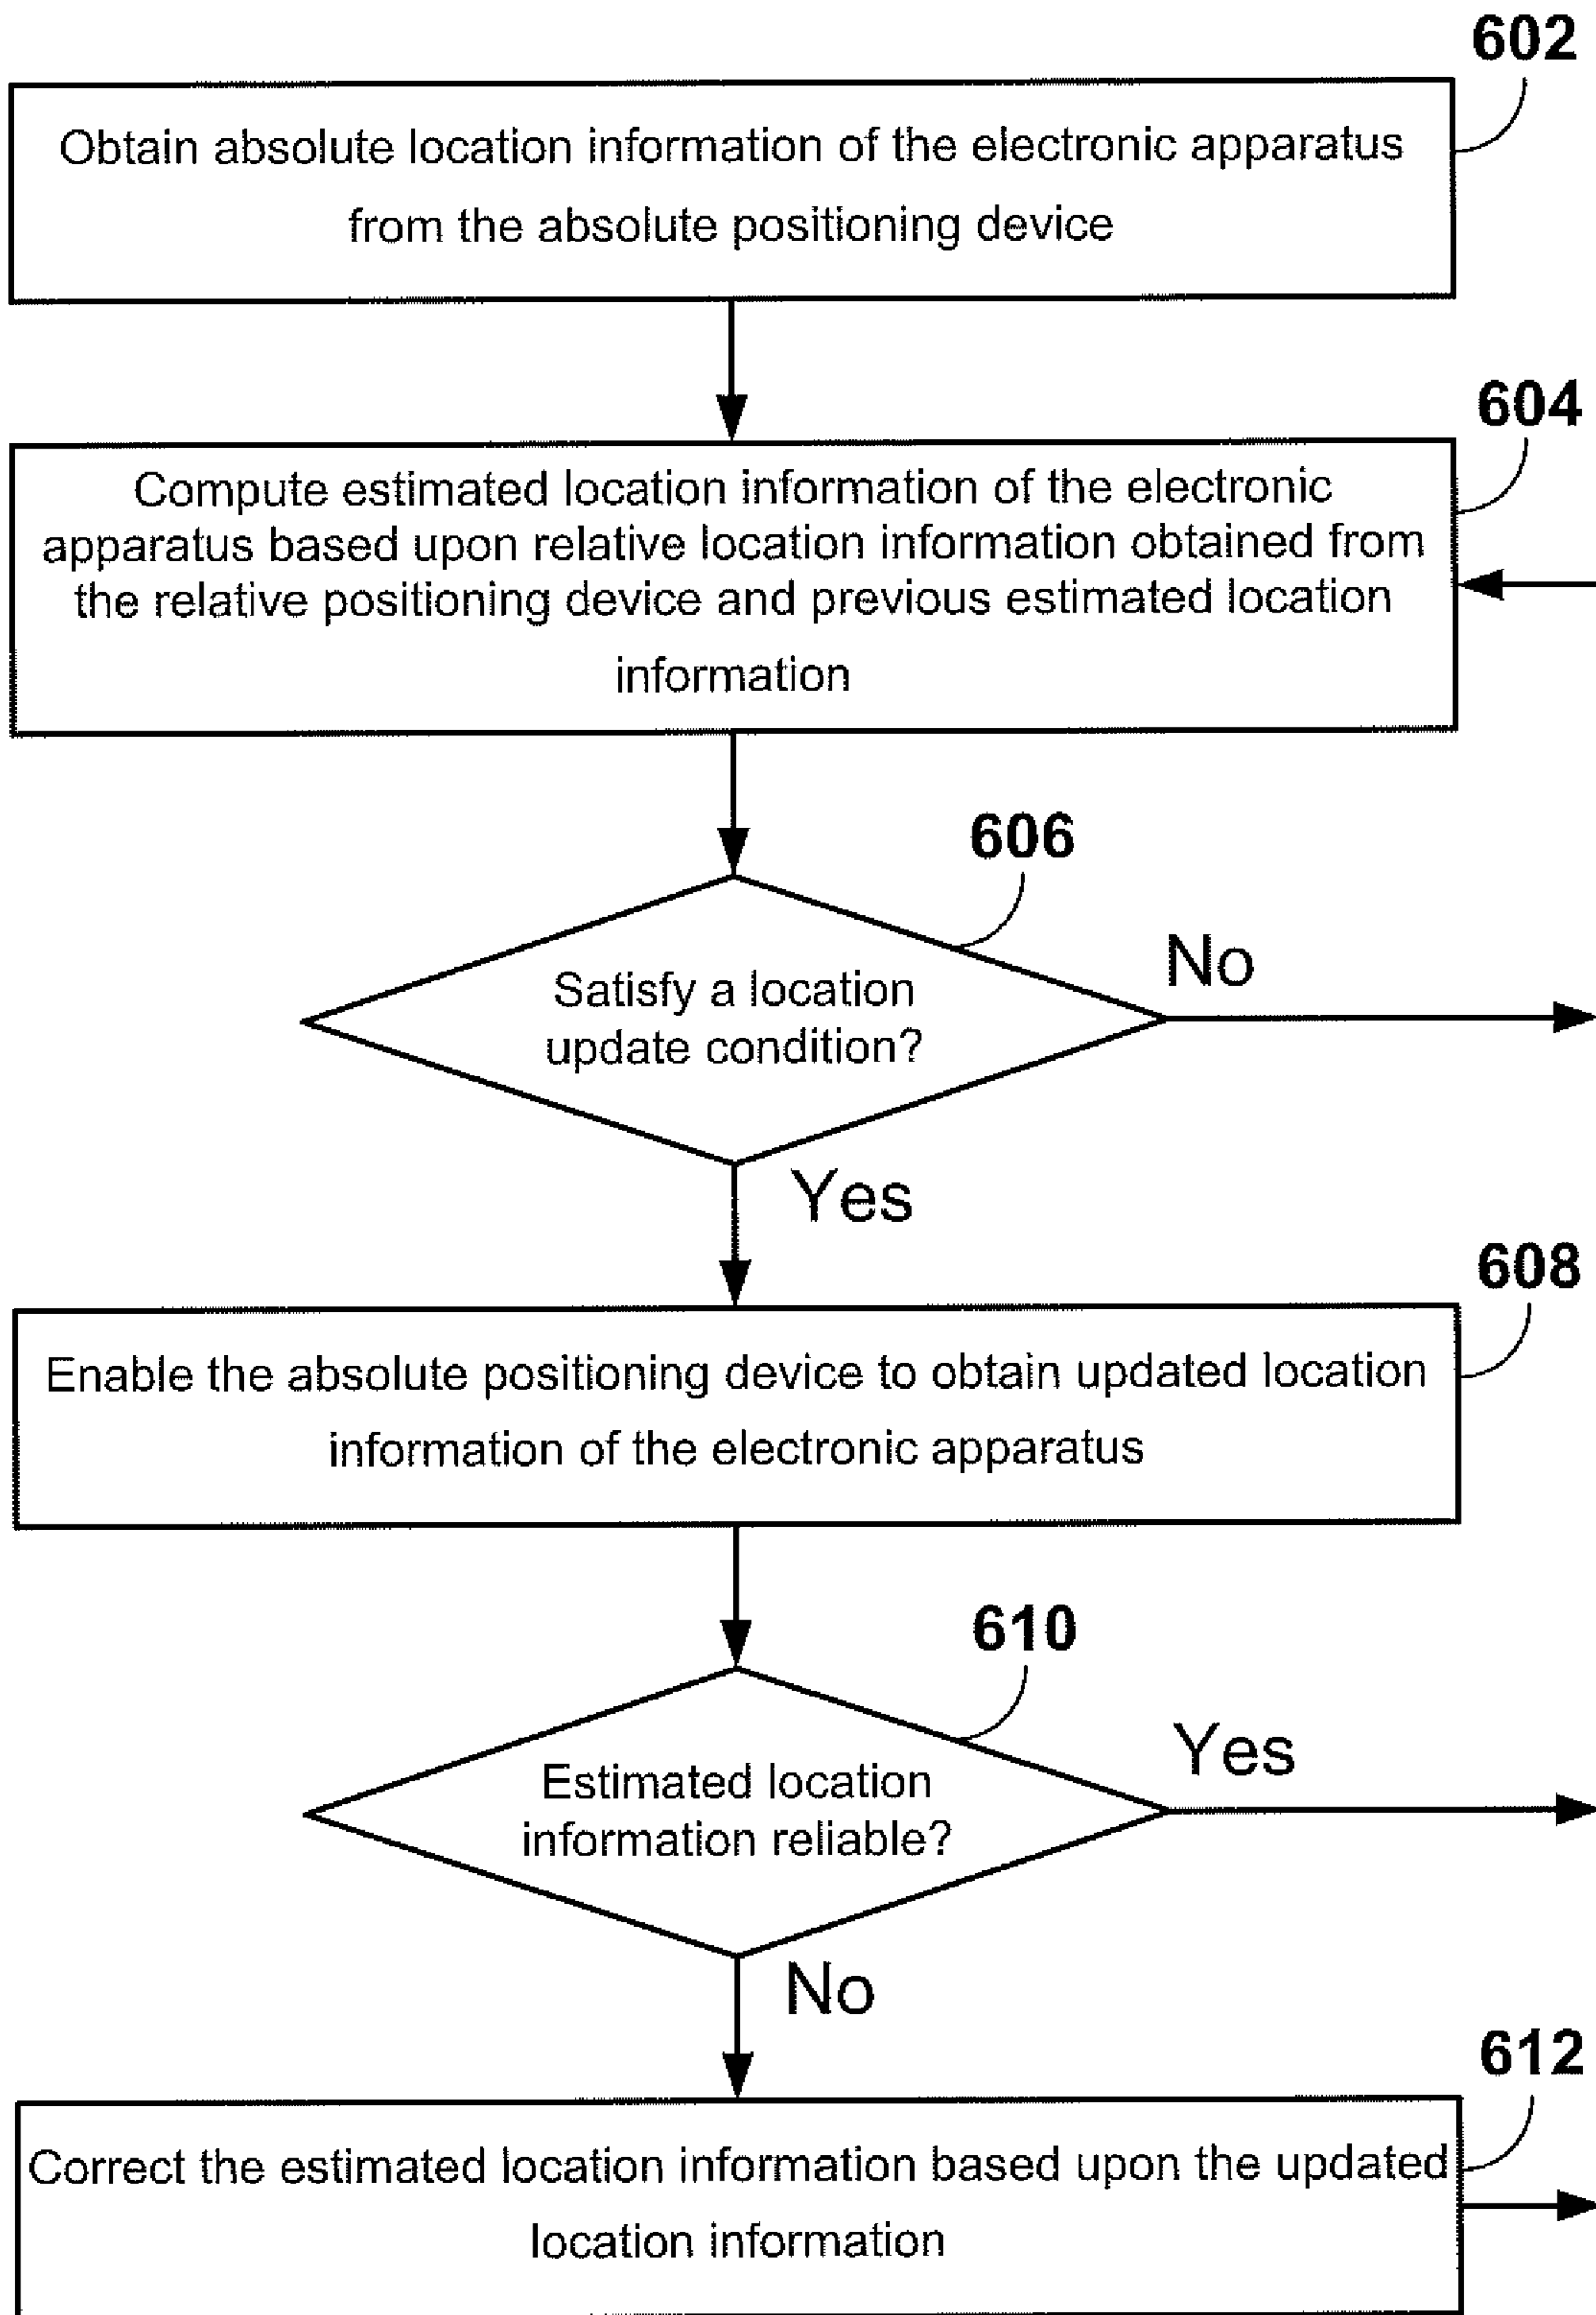 602
Obtain absolute location information of the electronic apparatus
from the absolute positioning device
604
Compute estimated location information of the electronic
apparatus based upon relative location information obtained from
the relative positioning device and previous estimated location
information
606
Satisfy a location
update condition?
No
Yes
608
Enable the absolute positioning device to obtain updated location
information of the electronic apparatus
610
Estimated location
information reliable?
Yes
No
612
Correct the estimated location information based upon the updated
location information